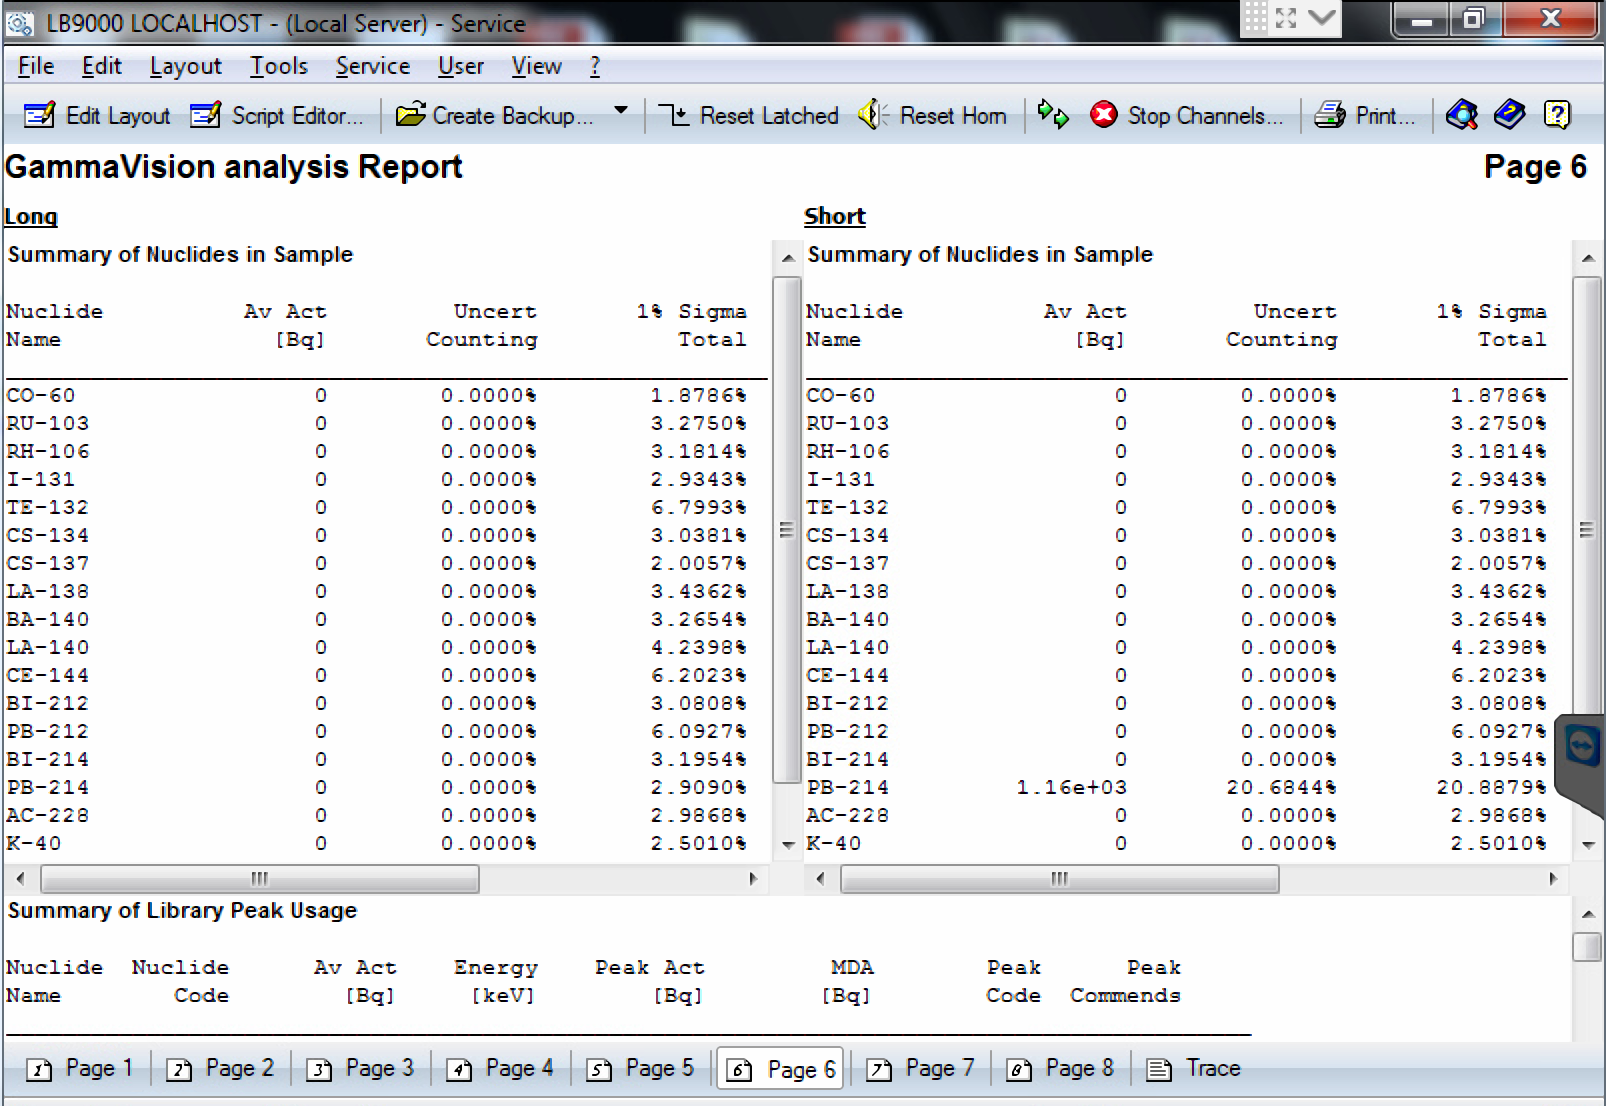 LB9000 LOCALHOST - (Local Server) - Service
File Edit Layout Tools Service User View ?
Edit Layout Script Editor... Create Backup... Reset Latched Reset Horn Stop Channels... Print...
GammaVision analysis Report Page 6
Long
Summary of Nuclides in Sample
Nuclide Av Act Uncert 1% Sigma
Name [Bq] Counting Total
CO-60 0 0.0000% 1.8786%
RU-103 0 0.0000% 3.2750%
RH-106 0 0.0000% 3.1814%
I-131 0 0.0000% 2.9343%
TE-132 0 0.0000% 6.7993%
CS-134 0 0.0000% 3.0381%
CS-137 0 0.0000% 2.0057%
LA-138 0 0.0000% 3.4362%
BA-140 0 0.0000% 3.2654%
LA-140 0 0.0000% 4.2398%
CE-144 0 0.0000% 6.2023%
BI-212 0 0.0000% 3.0808%
PB-212 0 0.0000% 6.0927%
BI-214 0 0.0000% 3.1954%
PB-214 0 0.0000% 2.9090%
AC-228 0 0.0000% 2.9868%
K-40 0 0.0000% 2.5010%
Short
Summary of Nuclides in Sample
Nuclide Av Act Uncert 1% Sigma
Name [Bq] Counting Total
CO-60 0 0.0000% 1.8786%
RU-103 0 0.0000% 3.2750%
RH-106 0 0.0000% 3.1814%
I-131 0 0.0000% 2.9343%
TE-132 0 0.0000% 6.7993%
CS-134 0 0.0000% 3.0381%
CS-137 0 0.0000% 2.0057%
LA-138 0 0.0000% 3.4362%
BA-140 0 0.0000% 3.2654%
LA-140 0 0.0000% 4.2398%
CE-144 0 0.0000% 6.2023%
BI-212 0 0.0000% 3.0808%
PB-212 0 0.0000% 6.0927%
BI-214 0 0.0000% 3.1954%
PB-214 1.16e+03 20.6844% 20.8879%
AC-228 0 0.0000% 2.9868%
K-40 0 0.0000% 2.5010%
Summary of Library Peak Usage
Nuclide Nuclide Av Act Energy Peak Act MDA Peak Peak
Name Code [Bq] [keV] [Bq] [Bq] Code Commends
1 Page 1 2 Page 2 3 Page 3 4 Page 4 5 Page 5 6 Page 6 7 Page 7 8 Page 8 Trace